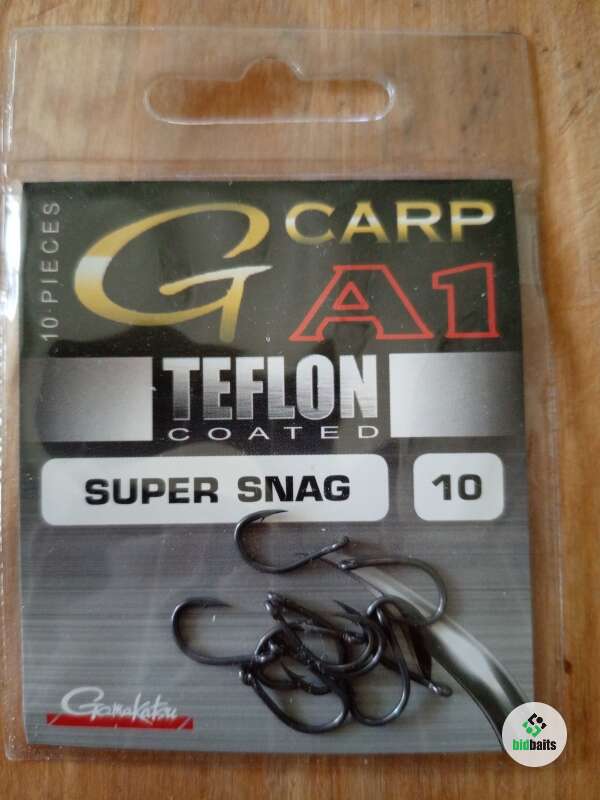 10 PIECES
G CARP
A1
TEFLON
COATED
SUPER SNAG
10
Gamakatsu
bidbaits